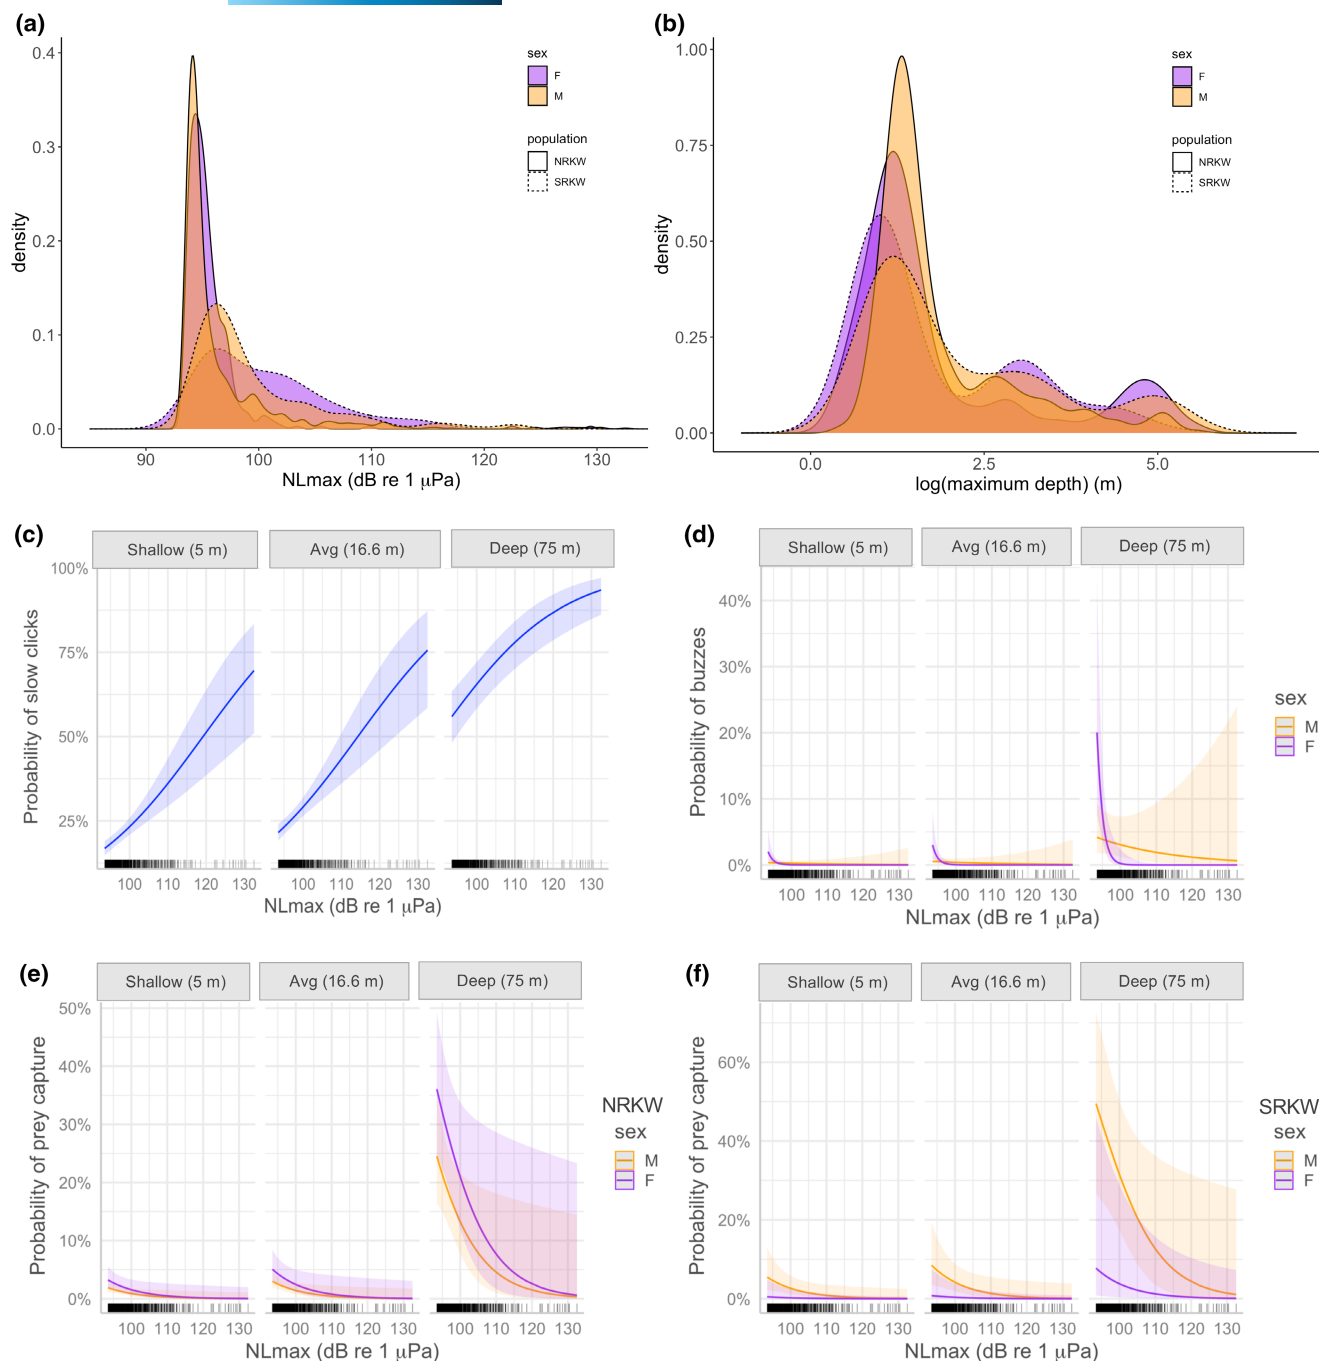 (a)
0.4
0.3
0.2
0.1
0.0
density
90 100 110 120 130
NLmax (dB re 1 μPa)
sex
F
M
population
NRKW
SRKW
(b)
1.00
0.75
0.50
0.25
0.00
density
0.0 2.5 5.0
log(maximum depth) (m)
sex
F
M
population
NRKW
SRKW
(c)
Shallow (5 m) Avg (16.6 m) Deep (75 m)
100%
75%
50%
25%
Probability of slow clicks
100 110 120 130 100 110 120 130 100 110 120 130
NLmax (dB re 1 μPa)
(d)
Shallow (5 m) Avg (16.6 m) Deep (75 m)
40%
30%
20%
10%
0%
Probability of buzzes
100 110 120 130 100 110 120 130 100 110 120 130
NLmax (dB re 1 μPa)
sex
M
F
(e)
Shallow (5 m) Avg (16.6 m) Deep (75 m)
50%
40%
30%
20%
10%
0%
Probability of prey capture
100 110 120 130 100 110 120 130 100 110 120 130
NLmax (dB re 1 μPa)
NRKW
sex
M
F
(f)
Shallow (5 m) Avg (16.6 m) Deep (75 m)
60%
40%
20%
0%
Probability of prey capture
100 110 120 130 100 110 120 130 100 110 120 130
NLmax (dB re 1 μPa)
SRKW
sex
M
F